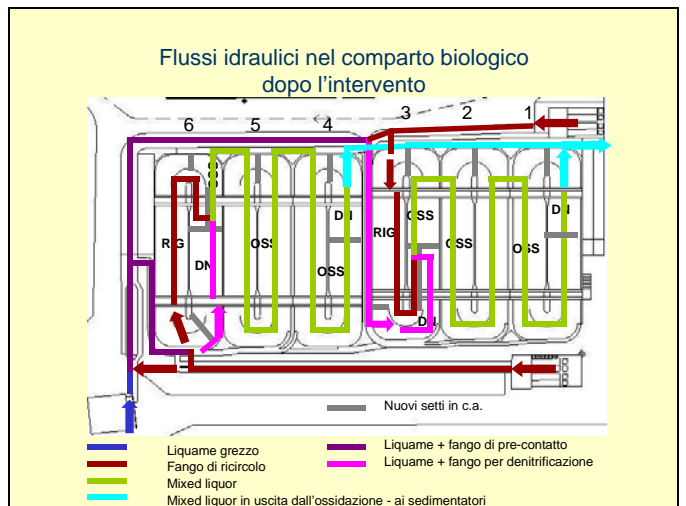 Flussi idraulici nel comparto biologico
dopo l'intervento
6 5 4 3 2 1
RIG DN OSS OSS DN RIG OSS OSS OSS DN
DN
Nuovi setti in c.a.
Liquame grezzo
Fango di ricircolo
Mixed liquor
Mixed liquor in uscita dall'ossidazione - ai sedimentatori
Liquame + fango di pre-contatto
Liquame + fango per denitrificazione